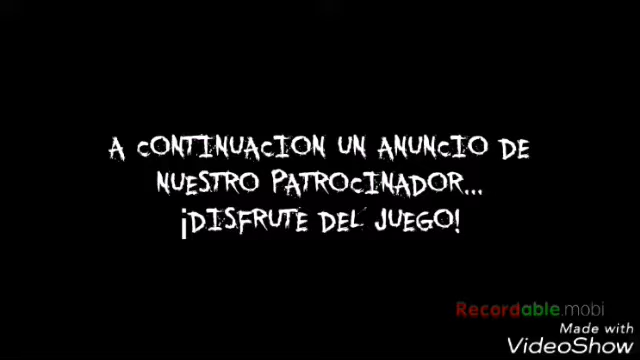 A CONTINUACION UN ANUNCIO DE
NUESTRO PATROCINADOR...
¡DISFRUTE DEL JUEGO!
Recordable.mobi
Made with
VideoShow